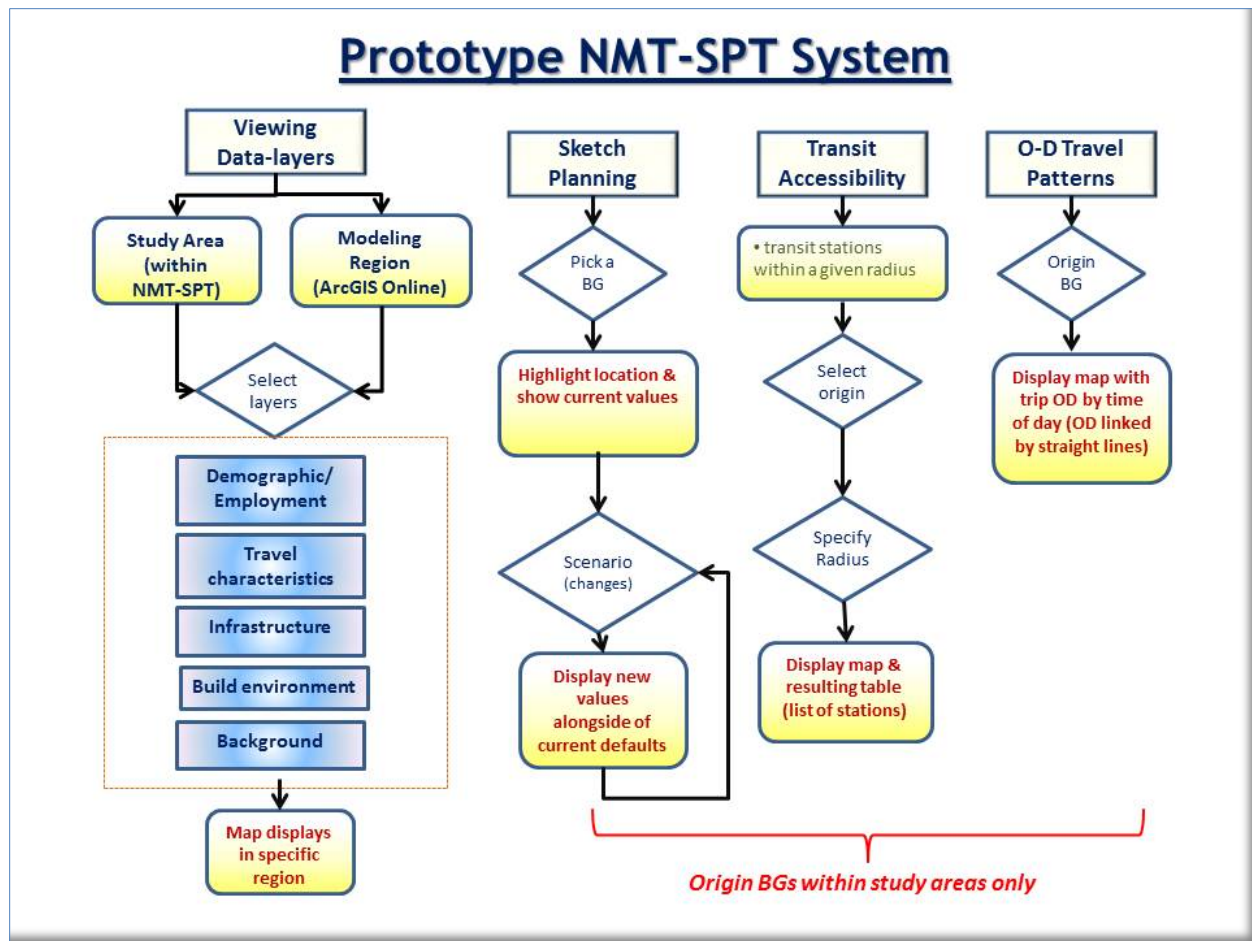 Prototype NMT-SPT System
Viewing
Data-layers
Study Area
(within
NMT-SPT)
Modeling
Region
(ArcGIS Online)
Select
layers
Demographic/
Employment
Travel
characteristics
Infrastructure
Build environment
Background
Map displays
in specific
region
Sketch
Planning
Pick a
BG
Highlight location &
show current values
Scenario
(changes)
Display new
values
alongside of
current defaults
Transit
Accessibility
• transit stations
within a given radius
Select
origin
Specify
Radius
Display map &
resulting table
(list of stations)
O-D Travel
Patterns
Origin
BG
Display map with
trip OD by time
of day (OD linked
by straight lines)
Origin BGs within study areas only